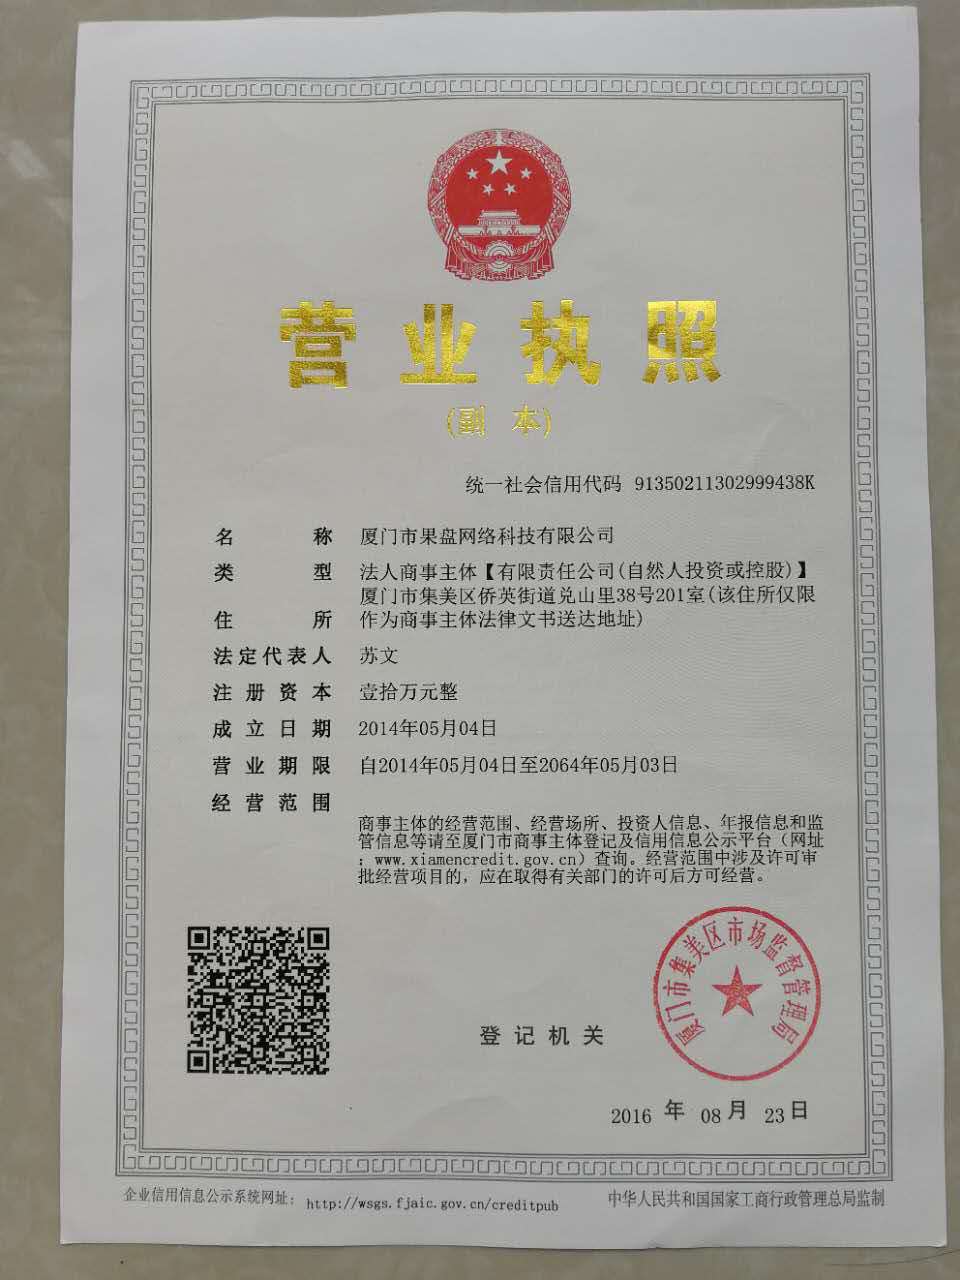 营业执照
(副 本)
统一社会信用代码 91350211302999438K
名 称 厦门市果盘网络科技有限公司
类 型 法人商事主体【有限责任公司(自然人投资或控股)】
厦门市集美区侨英街道兑山里38号201室(该住所仅限
住 所 作为商事主体法律文书送达地址)
法定代表人 苏文
注册资本 壹拾万元整
成立日期 2014年05月04日
营业期限 自2014年05月04日至2064年05月03日
经营范围
商事主体的经营范围、经营场所、投资人信息、年报信息和监
管信息等请至厦门市商事主体登记及信用信息公示平台（网址
：www.xiamencredit.gov.cn）查询。经营范围中涉及许可审
批经营项目的，应在取得有关部门的许可后方可经营。
厦门市集美区市场监督管理局
登记机关
2016 年 08 月 23 日
企业信用信息公示系统网址： http://wsgs.fjaic.gov.cn/creditpub
中华人民共和国国家工商行政管理总局监制